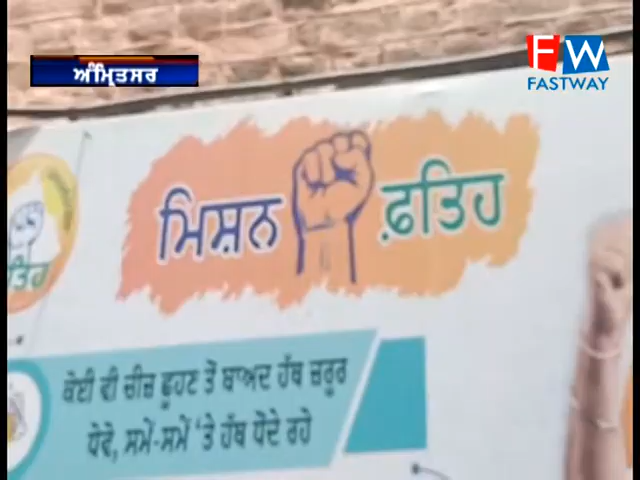 ਅੰਮ੍ਰਿਤਸਰ
FW
FASTWAY
ਮਿਸ਼ਨ ਫ਼ਤਿਹ
ਤਿਹ
ਕੋਈ ਵੀ ਚੀਜ਼ ਛੂਹਣ ਤੋਂ ਬਾਅਦ ਹੱਥ ਜ਼ਰੂਰ
ਧੋਵੋ, ਸਮੇਂ-ਸਮੇਂ 'ਤੇ ਹੱਥ ਧੋਂਦੇ ਰਹੋ